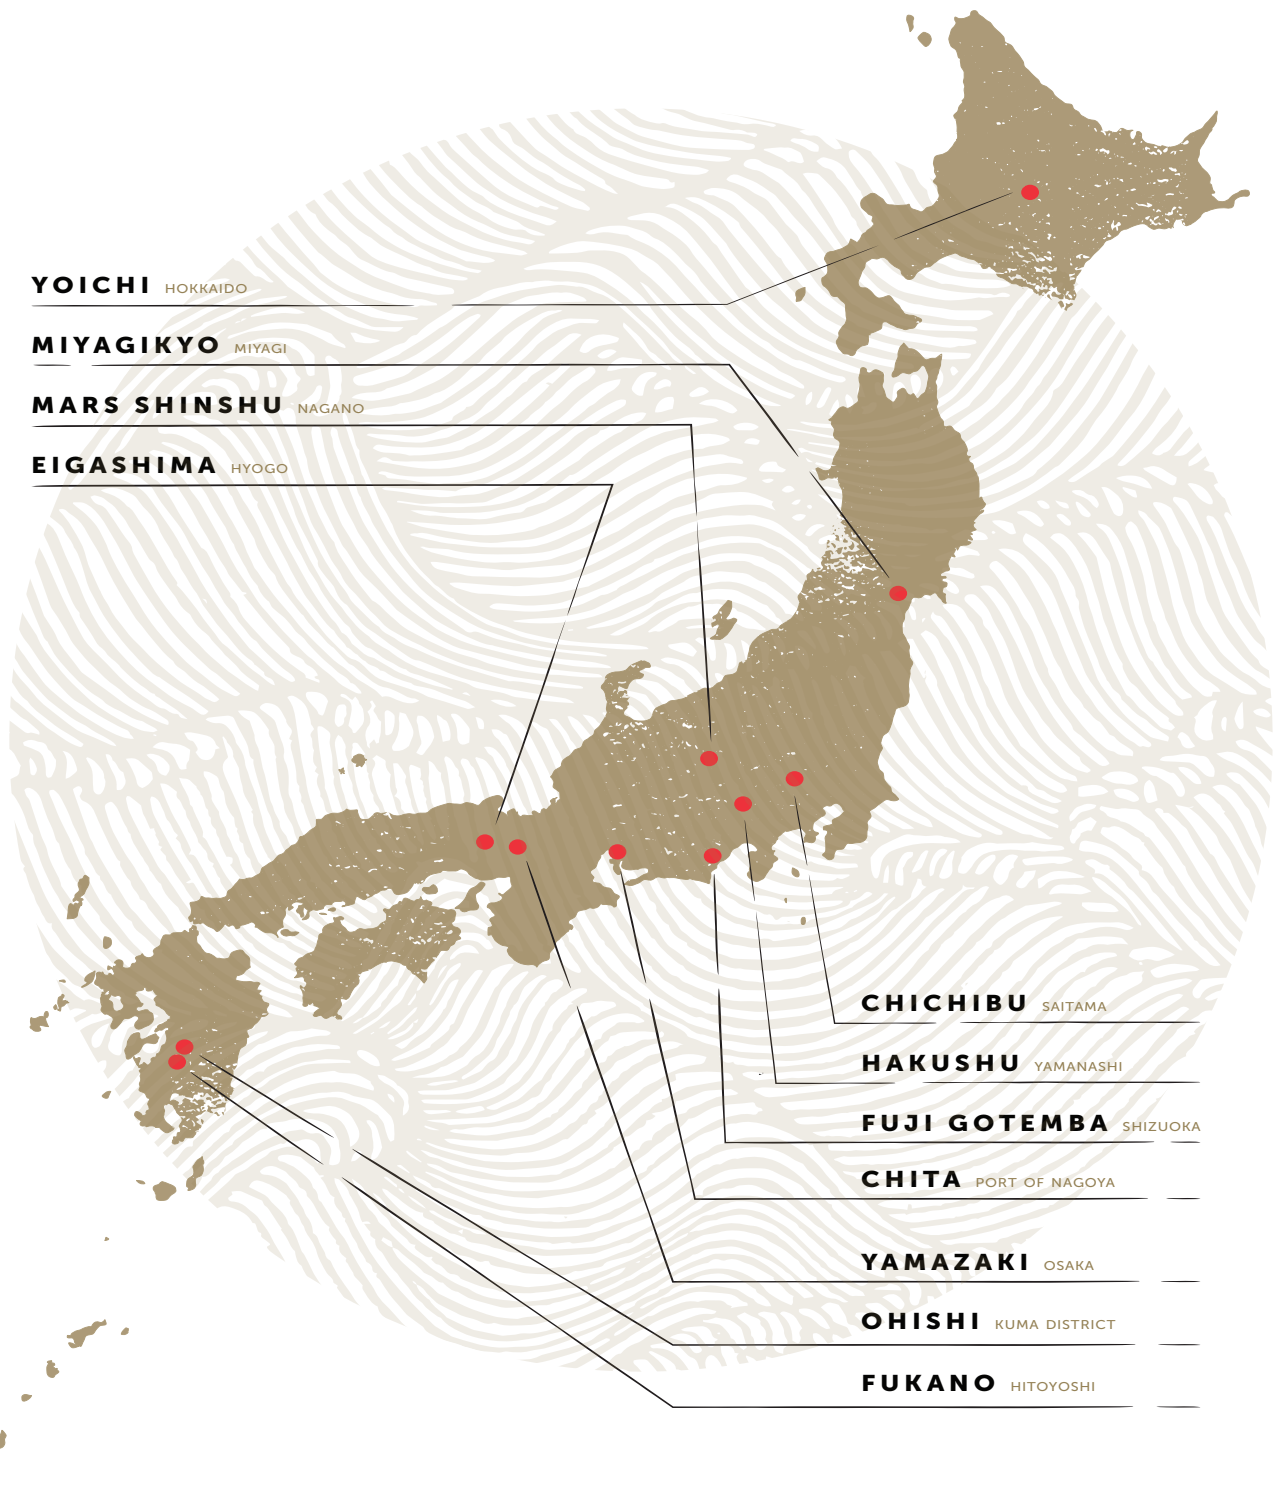 YOICHI HOKKAIDO
MIYAGIKYO MIYAGI
MARS SHINSHU NAGANO
EIGASHIMA HYOGO
CHICHIBU SAITAMA
HAKUSHU YAMANASHI
FUJI GOTEMBA SHIZUOKA
CHITA PORT OF NAGOYA
YAMAZAKI OSAKA
OHISHI KUMA DISTRICT
FUKANO HITOYOSHI